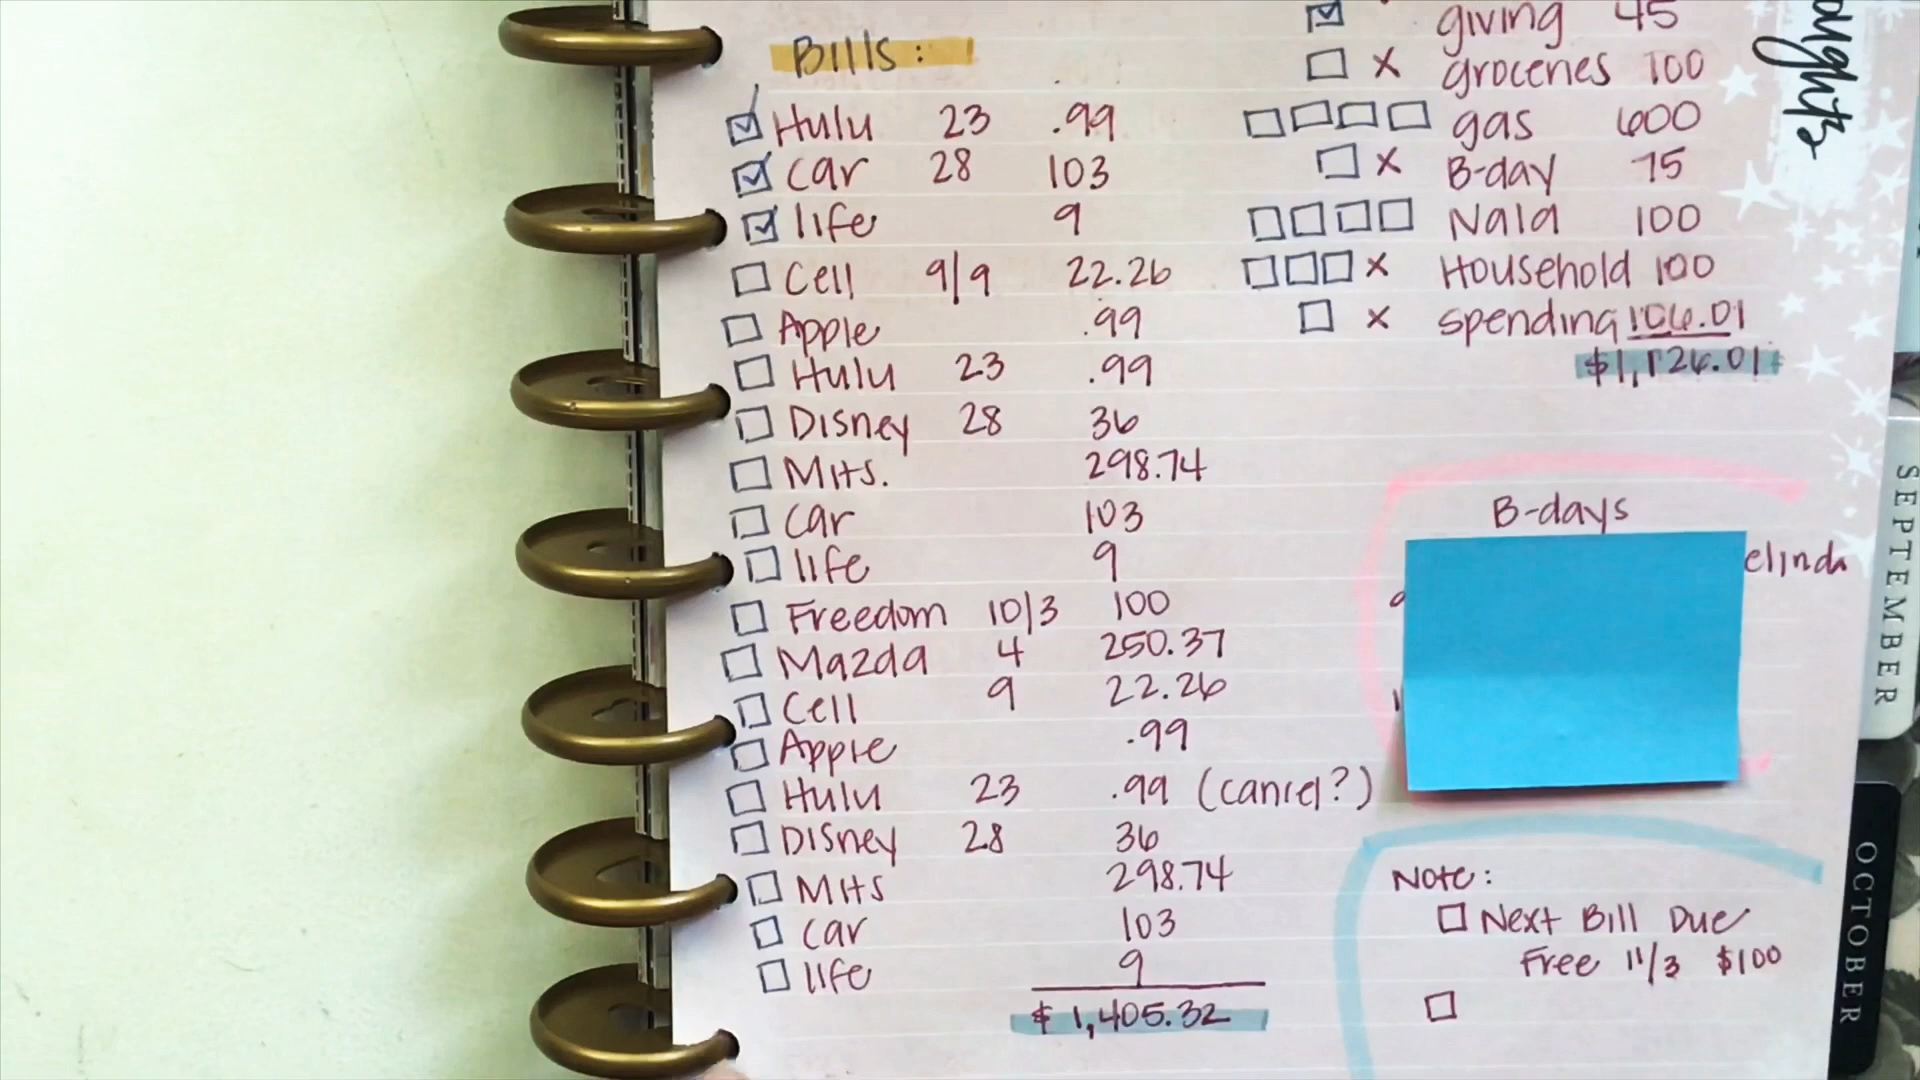 Bills:
Hulu 23 .99
car 28 103
life 9
Cell 9/9 22.26
Apple .99
Hulu 23 .99
Disney 28 36
Mits. 298.74
car 103
life 9
Freedom 10/3 100
Mazda 4 250.37
Cell 9 22.26
Apple .99
Hulu 23 .99 (cancel?)
Disney 28 36
Mits 298.74
car 103
life 9
$1,405.32
giving 45
x groceries 100
gas 600
x B-day 75
Nala 100
x Household 100
x spending 106.01
$1,126.01
B-days
elinda
Note:
Next Bill Due
Free 11/3 $100
SEPTEMBER
OCTOBER